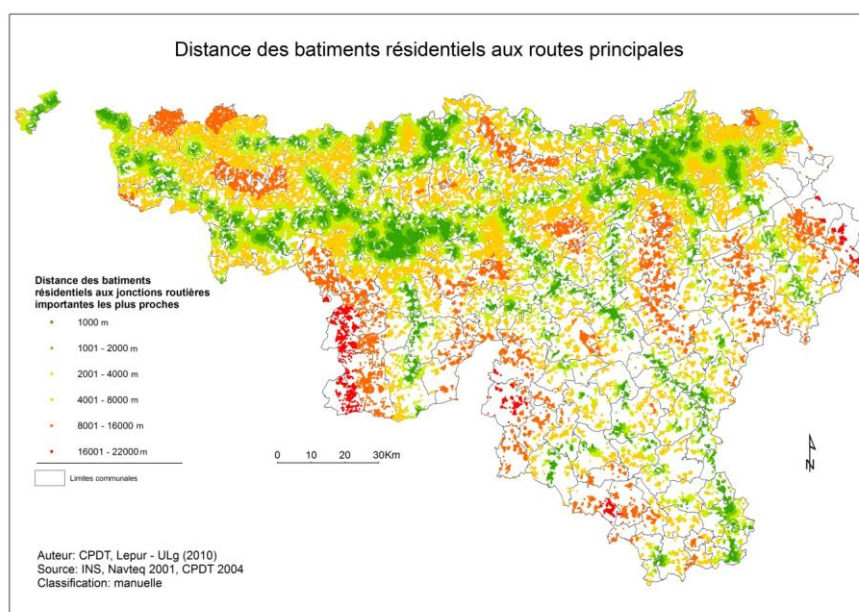 Distance des batiments résidentiels aux routes principales
Distance des batiments
résidentiels aux jonctions routières
importantes les plus proches
1000 m
1001 - 2000 m
2001 - 4000 m
4001 - 8000 m
8001 - 16000 m
16001 - 22000 m
Limites communales
0 10 20 30Km
N
Auteur: CPDT, Lepur - ULg (2010)
Source: INS, Navteq 2001, CPDT 2004
Classification: manuelle